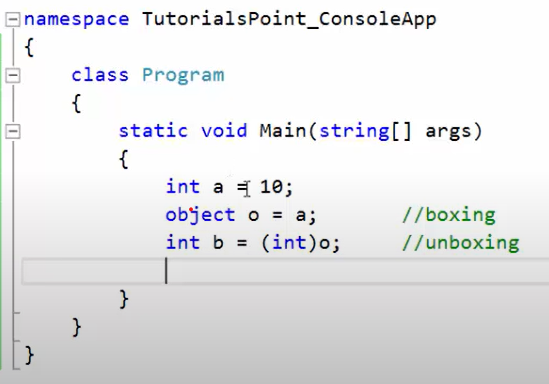 namespace TutorialsPoint_ConsoleApp
{
class Program
{
static void Main(string[] args)
{
int a = 10;
object o = a; //boxing
int b = (int)o; //unboxing
}
}
}